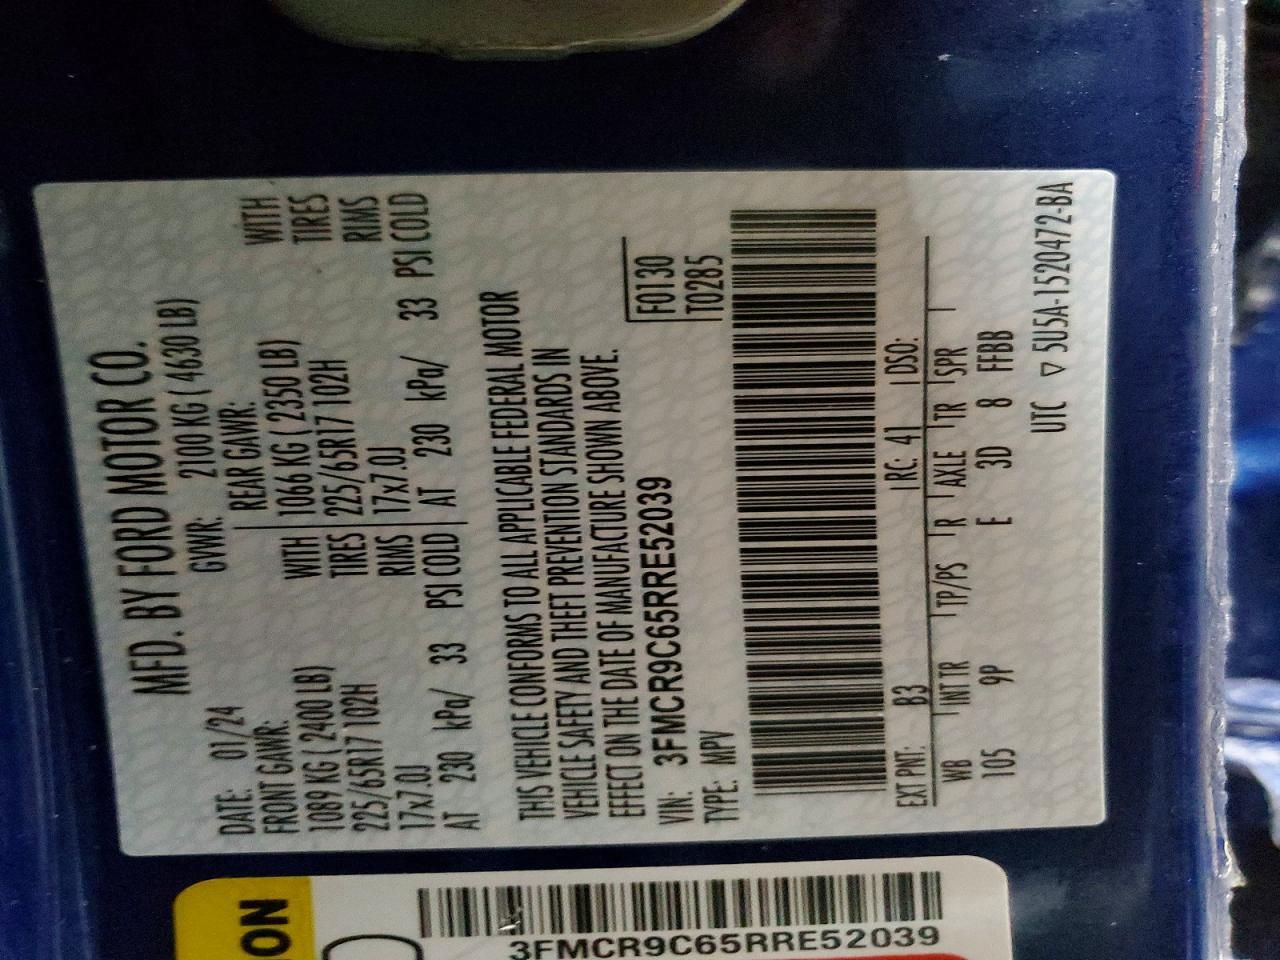 MFD. BY FORD MOTOR CO.
DATE: 01/24 GVWR: 2100 KG ( 4630 LB)
FRONT GAWR: REAR GAWR:
1089 KG ( 2400 LB) WITH 1066 KG ( 2350 LB) WITH
225/65R17 102H TIRES 225/65R17 102H TIRES
17x7.0J RIMS 17x7.0J RIMS
AT 230 kPa/ 33 PSI COLD AT 230 kPa/ 33 PSI COLD
THIS VEHICLE CONFORMS TO ALL APPLICABLE FEDERAL MOTOR
VEHICLE SAFETY AND THEFT PREVENTION STANDARDS IN
EFFECT ON THE DATE OF MANUFACTURE SHOWN ABOVE.
VIN: 3FMCR9C65RRE52039 F0130
TYPE: MPV T0285
EXT PNT: B3 RC: 41 DSO:
WB INT TR TP/PS R AXLE TR SPR
105 9P E 3D 8 FFBB
UTC ▽ 5U5A-1520472-BA
ON
3FMCR9C65RRE52039